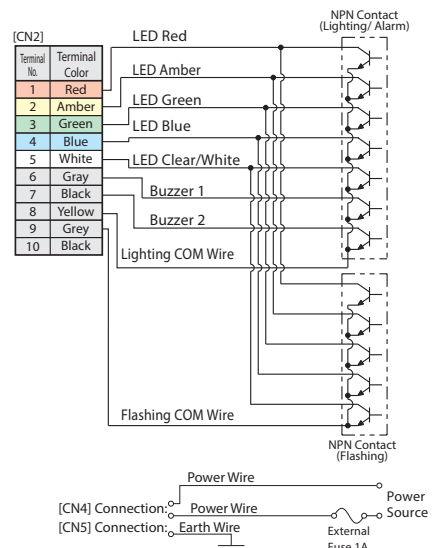 NPN Contact
(Lighting/ Alarm)
[CN2]
LED Red
Terminal No. Terminal Color
1 Red
2 Amber
3 Green
4 Blue
5 White
6 Gray
7 Black
8 Yellow
9 Grey
10 Black
LED Amber
LED Green
LED Blue
LED Clear/White
Buzzer 1
Buzzer 2
Lighting COM Wire
Flashing COM Wire
NPN Contact
(Flashing)
Power Wire
Power
Source
[CN4] Connection: Power Wire
[CN5] Connection: Earth Wire
External
Fuse 1A